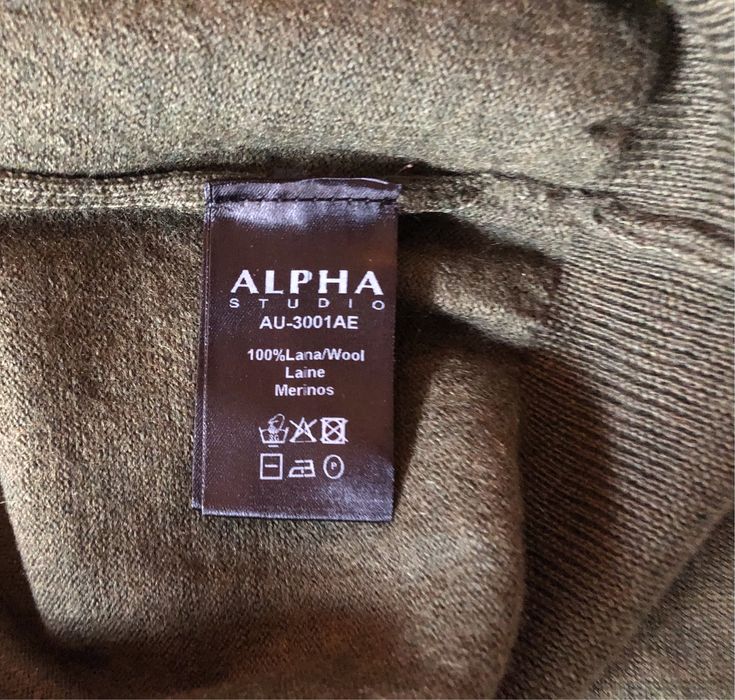 ALPHA
STUDIO
AU-3001AE
100%Lana/Wool
Laine
Merinos
P